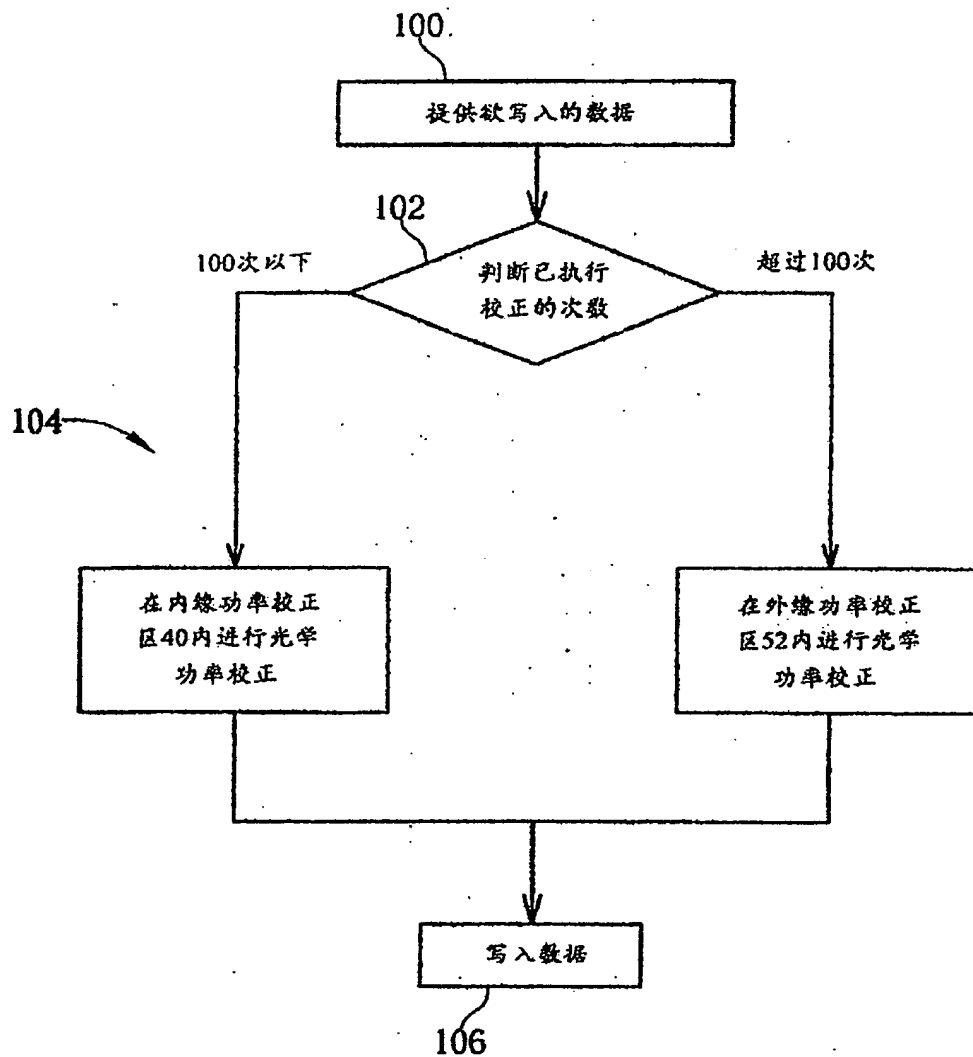 100
提供欲写入的数据
102
100次以下
判断已执行
校正的次数
超过100次
104
在内缘功率校正
区40内进行光学
功率校正
在外缘功率校正
区52内进行光学
功率校正
写入数据
106